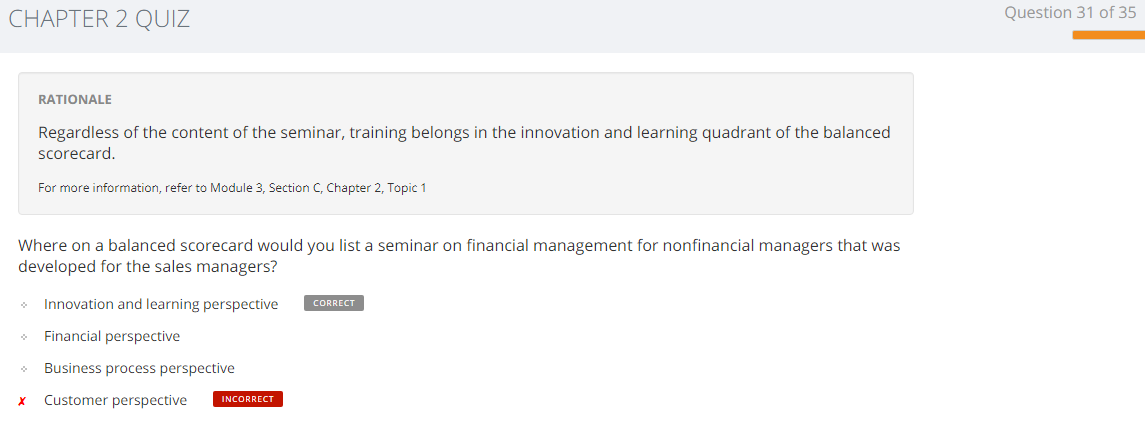 CHAPTER 2 QUIZ
Question 31 of 35
RATIONALE
Regardless of the content of the seminar, training belongs in the innovation and learning quadrant of the balanced
scorecard.
For more information, refer to Module 3, Section C, Chapter 2, Topic 1
Where on a balanced scorecard would you list a seminar on financial management for nonfinancial managers that was
developed for the sales managers?
Innovation and learning perspective CORRECT
Financial perspective
Business process perspective
✗ Customer perspective INCORRECT